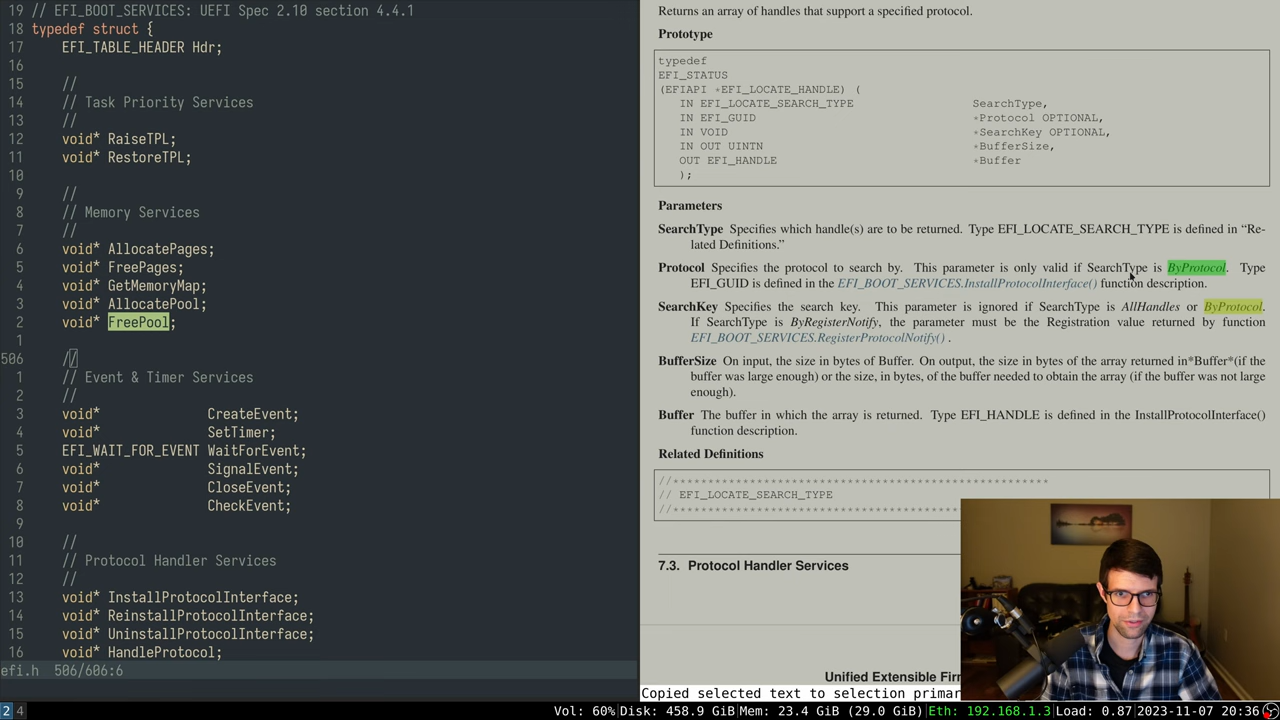 19 // EFI_BOOT_SERVICES: UEFI Spec 2.10 section 4.4.1
18 typedef struct {
17 EFI_TABLE_HEADER Hdr;
16
15 //
14 // Task Priority Services
13 //
12 void* RaiseTPL;
11 void* RestoreTPL;
10
9 //
8 // Memory Services
7 //
6 void* AllocatePages;
5 void* FreePages;
4 void* GetMemoryMap;
3 void* AllocatePool;
2 void* FreePool;
1
506 //
1 // Event & Timer Services
2 //
3 void* CreateEvent;
4 void* SetTimer;
5 EFI_WAIT_FOR_EVENT WaitForEvent;
6 void* SignalEvent;
7 void* CloseEvent;
8 void* CheckEvent;
9
10 //
11 // Protocol Handler Services
12 //
13 void* InstallProtocolInterface;
14 void* ReinstallProtocolInterface;
15 void* UninstallProtocolInterface;
16 void* HandleProtocol;
efi.h 506/606:6
Returns an array of handles that support a specified protocol.
Prototype
typedef
EFI_STATUS
(EFIAPI *EFI_LOCATE_HANDLE) (
IN EFI_LOCATE_SEARCH_TYPE SearchType,
IN EFI_GUID *Protocol OPTIONAL,
IN VOID *SearchKey OPTIONAL,
IN OUT UINTN *BufferSize,
OUT EFI_HANDLE *Buffer
);
Parameters
SearchType Specifies which handle(s) are to be returned. Type EFI_LOCATE_SEARCH_TYPE is defined in “Re-
lated Definitions.”
Protocol Specifies the protocol to search by. This parameter is only valid if SearchType is ByProtocol. Type
EFI_GUID is defined in the EFI_BOOT_SERVICES.InstallProtocolInterface() function description.
SearchKey Specifies the search key. This parameter is ignored if SearchType is AllHandles or ByProtocol.
If SearchType is ByRegisterNotify, the parameter must be the Registration value returned by function
EFI_BOOT_SERVICES.RegisterProtocolNotify() .
BufferSize On input, the size in bytes of Buffer. On output, the size in bytes of the array returned in*Buffer*(if the
buffer was large enough) or the size, in bytes, of the buffer needed to obtain the array (if the buffer was not large
enough).
Buffer The buffer in which the array is returned. Type EFI_HANDLE is defined in the InstallProtocolInterface()
function description.
Related Definitions
//*******************************************************
// EFI_LOCATE_SEARCH_TYPE
//******************************************
7.3. Protocol Handler Services
Unified Extensible Fir
Copied selected text to selection primar
2 4 Vol: 60%|Disk: 458.9 GiB|Mem: 23.4 GiB (29.0 GiB)|Eth: 192.168.1.3|Load: 0.87|2023-11-07 20:36